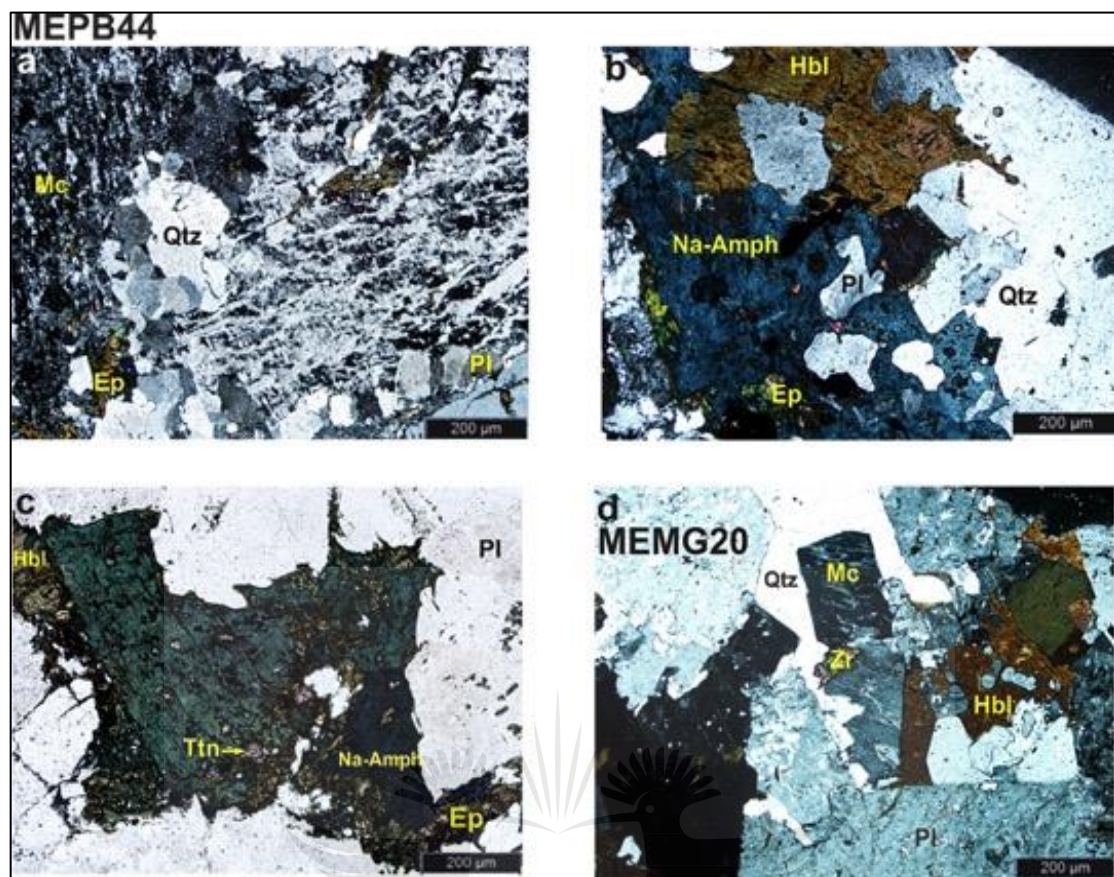 MEPB44
a
Mc
Qtz
Ep
Pl
200 µm
b
Hbl
Na-Amph
Pl
Qtz
Ep
200 µm
c
Hbl
Pl
Ttn
Na-Amph
Ep
200 µm
d
MEMG20
Qtz
Mc
Zr
Hbl
Pl
200 µm